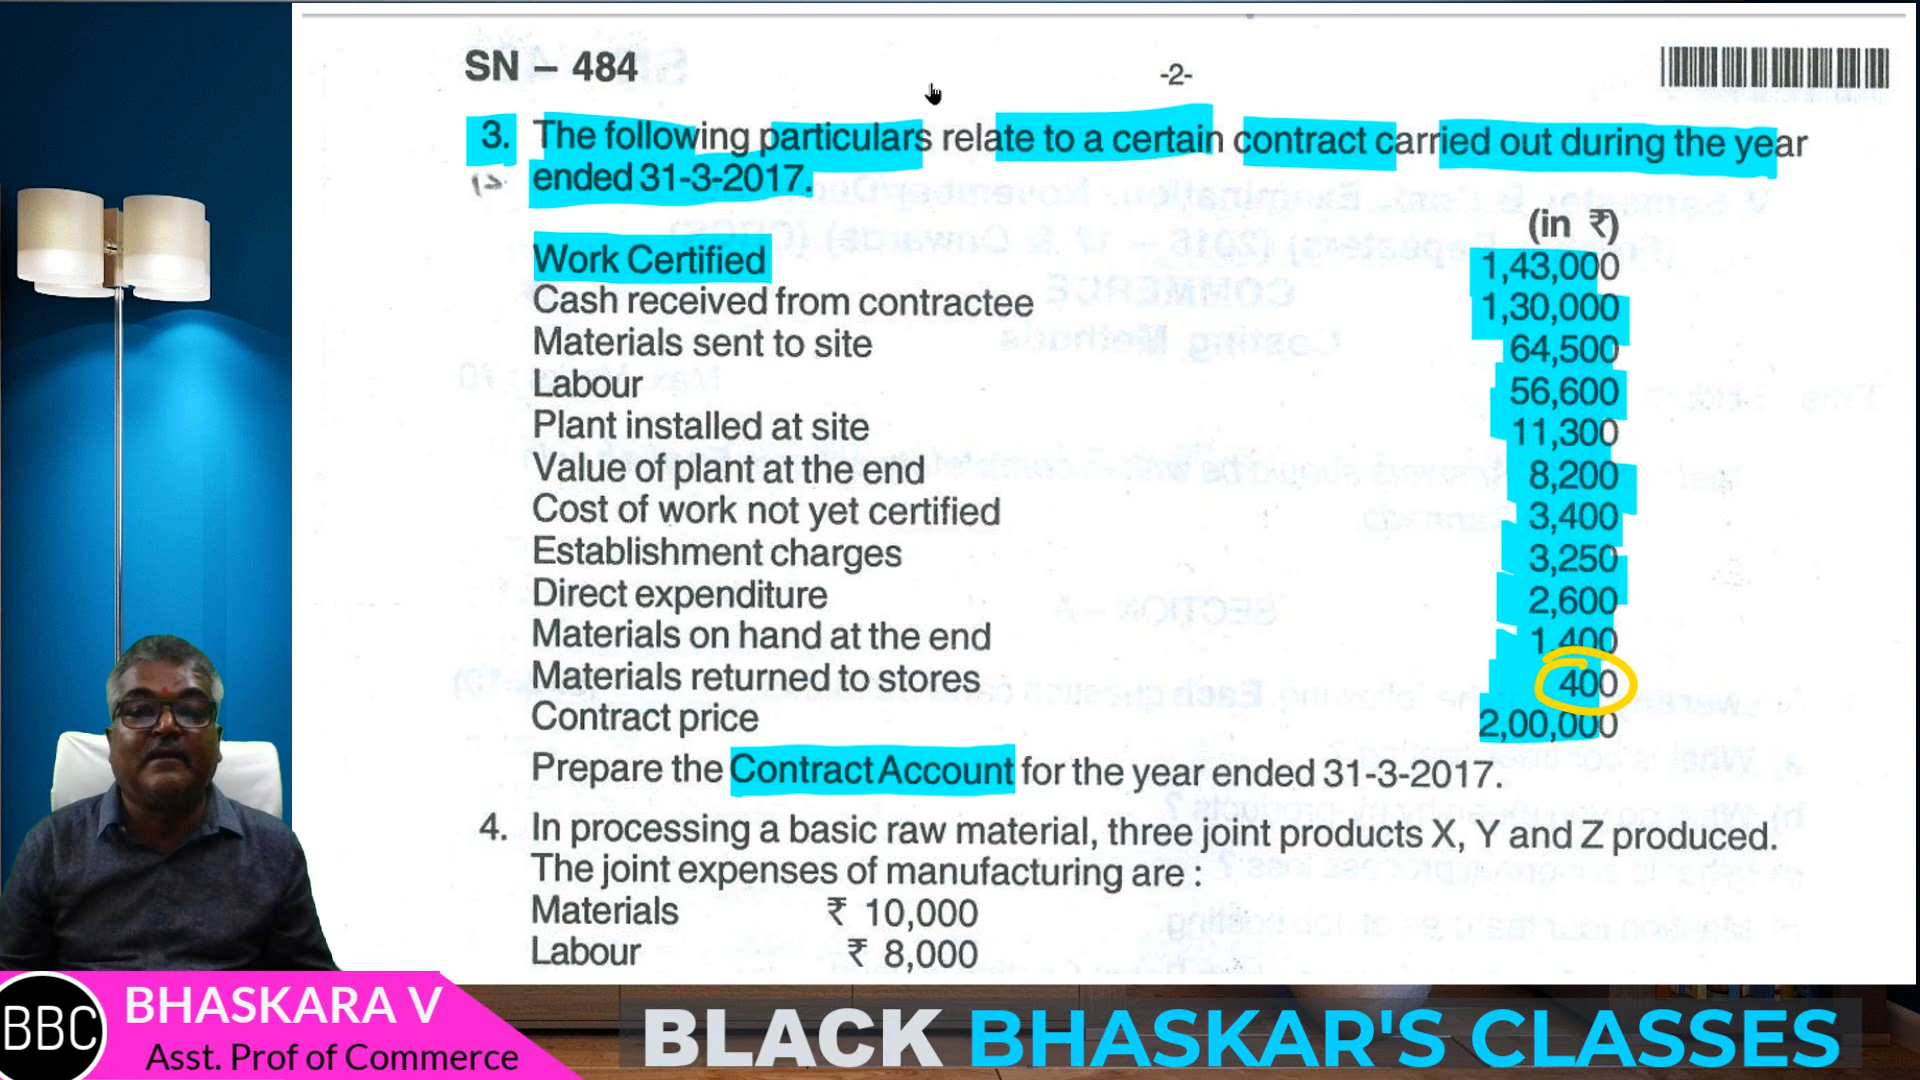 SN – 484
-2-
3. The following particulars relate to a certain contract carried out during the year
ended 31-3-2017.
(in ₹)
Work Certified 1,43,000
Cash received from contractee 1,30,000
Materials sent to site 64,500
Labour 56,600
Plant installed at site 11,300
Value of plant at the end 8,200
Cost of work not yet certified 3,400
Establishment charges 3,250
Direct expenditure 2,600
Materials on hand at the end 1,400
Materials returned to stores 400
Contract price 2,00,000
Prepare the Contract Account for the year ended 31-3-2017.
4. In processing a basic raw material, three joint products X, Y and Z produced.
The joint expenses of manufacturing are :
Materials ₹ 10,000
Labour ₹ 8,000
BBC
BHASKARA V
Asst. Prof of Commerce
BLACK BHASKAR'S CLASSES